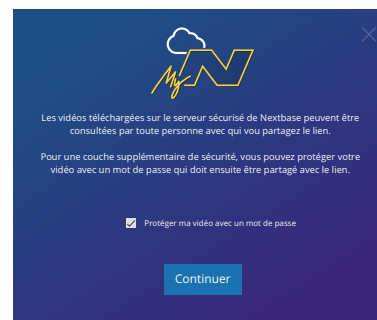 My N
Les vidéos téléchargées sur le serveur sécurisé de Nextbase peuvent être
consultées par toute personne avec qui vou partagez le lien.
Pour une couche supplémentaire de sécurité, vous pouvez protéger votre
vidéo avec un mot de passe qui doit ensuite être partagé avec le lien.
Protéger ma vidéo avec un mot de passe
Continuer